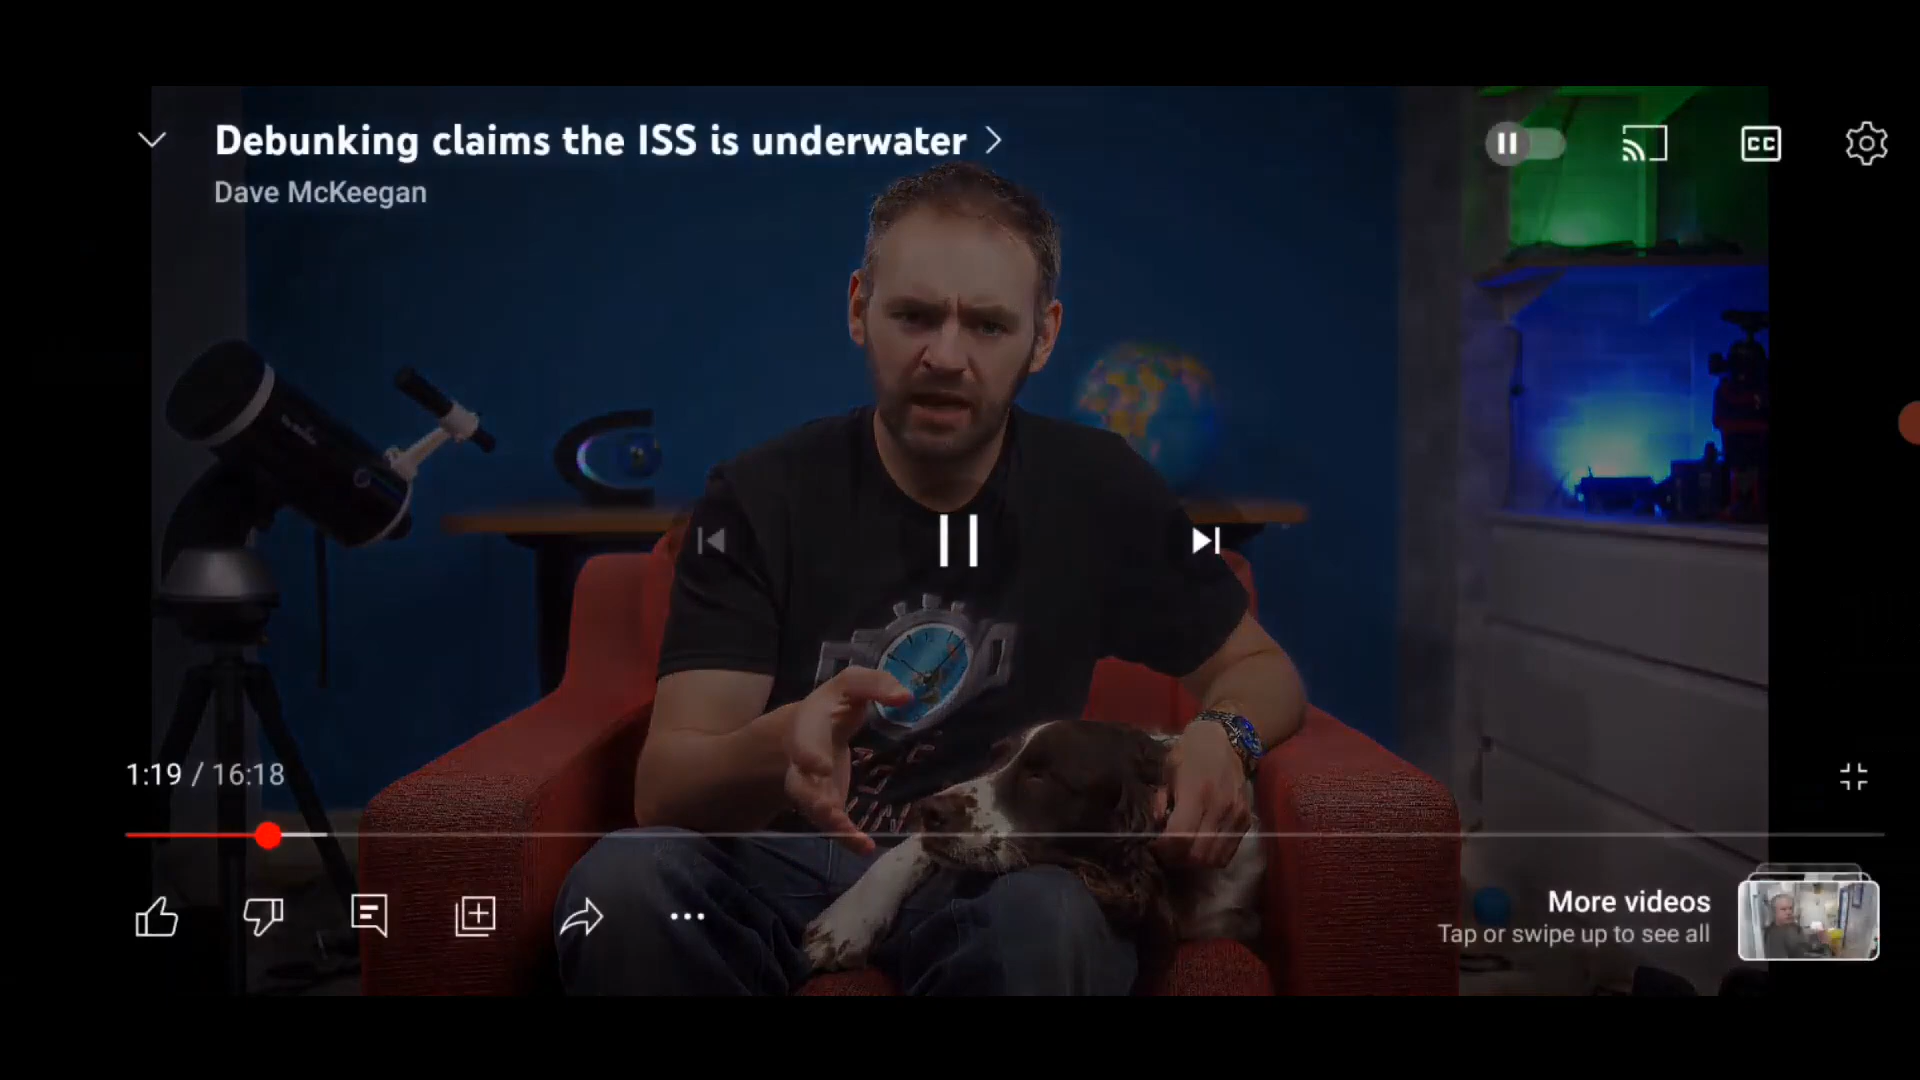 Debunking claims the ISS is underwater
Dave McKeegan
CC
1:19 / 16:18
More videos
Tap or swipe up to see all